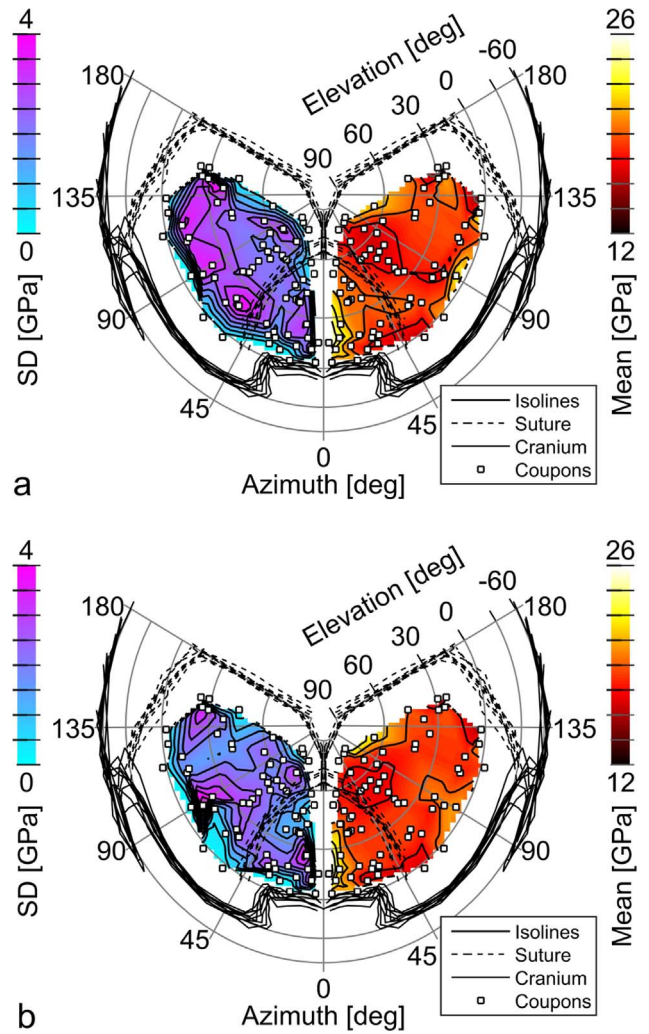 4
26
180
Elevation [deg]
-60
0
30
60
90
180
135
135
0
12
SD [GPa]
Mean [GPa]
90
90
45
45
0
Azimuth [deg]
Isolines
Suture
Cranium
Coupons
a
4
26
180
Elevation [deg]
-60
0
30
60
90
180
135
135
0
12
SD [GPa]
Mean [GPa]
90
90
45
45
0
Azimuth [deg]
Isolines
Suture
Cranium
Coupons
b